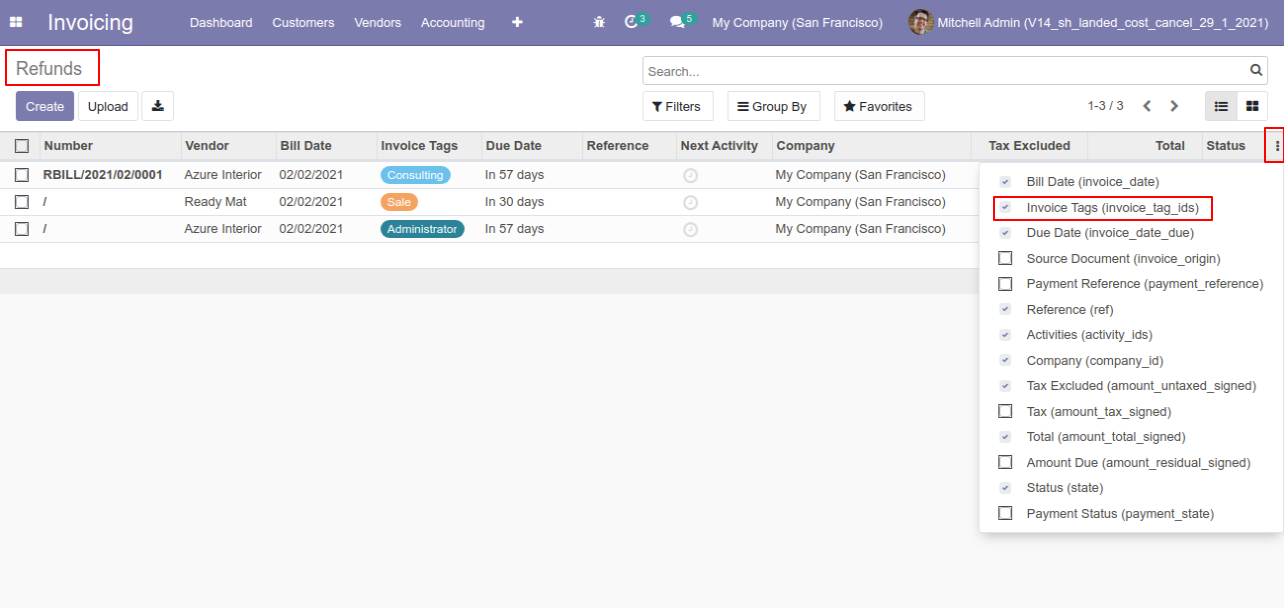 Invoicing Dashboard Customers Vendors Accounting + 3 5 My Company (San Francisco) Mitchell Admin (V14_sh_landed_cost_cancel_29_1_2021)
Refunds Search...
Create Upload Filters Group By Favorites 1-3 / 3
Number Vendor Bill Date Invoice Tags Due Date Reference Next Activity Company Tax Excluded Total Status
RBILL/2021/02/0001 Azure Interior 02/02/2021 Consulting In 57 days My Company (San Francisco)
/ Ready Mat 02/02/2021 Sale In 30 days My Company (San Francisco)
/ Azure Interior 02/02/2021 Administrator In 57 days My Company (San Francisco)
Bill Date (invoice_date)
Invoice Tags (invoice_tag_ids)
Due Date (invoice_date_due)
Source Document (invoice_origin)
Payment Reference (payment_reference)
Reference (ref)
Activities (activity_ids)
Company (company_id)
Tax Excluded (amount_untaxed_signed)
Tax (amount_tax_signed)
Total (amount_total_signed)
Amount Due (amount_residual_signed)
Status (state)
Payment Status (payment_state)